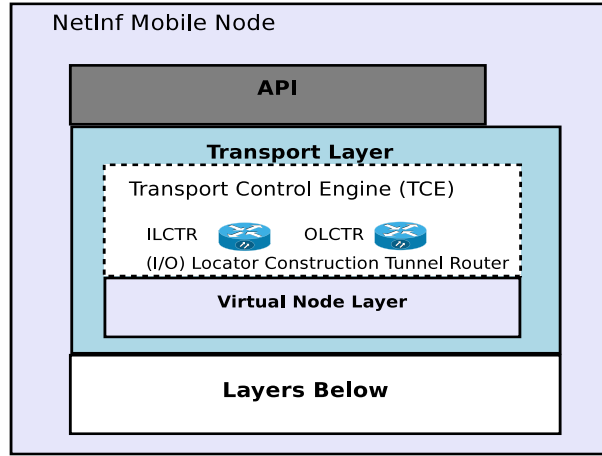 NetInf Mobile Node
API
Transport Layer
Transport Control Engine (TCE)
ILCTR OLCTR
(I/O) Locator Construction Tunnel Router
Virtual Node Layer
Layers Below